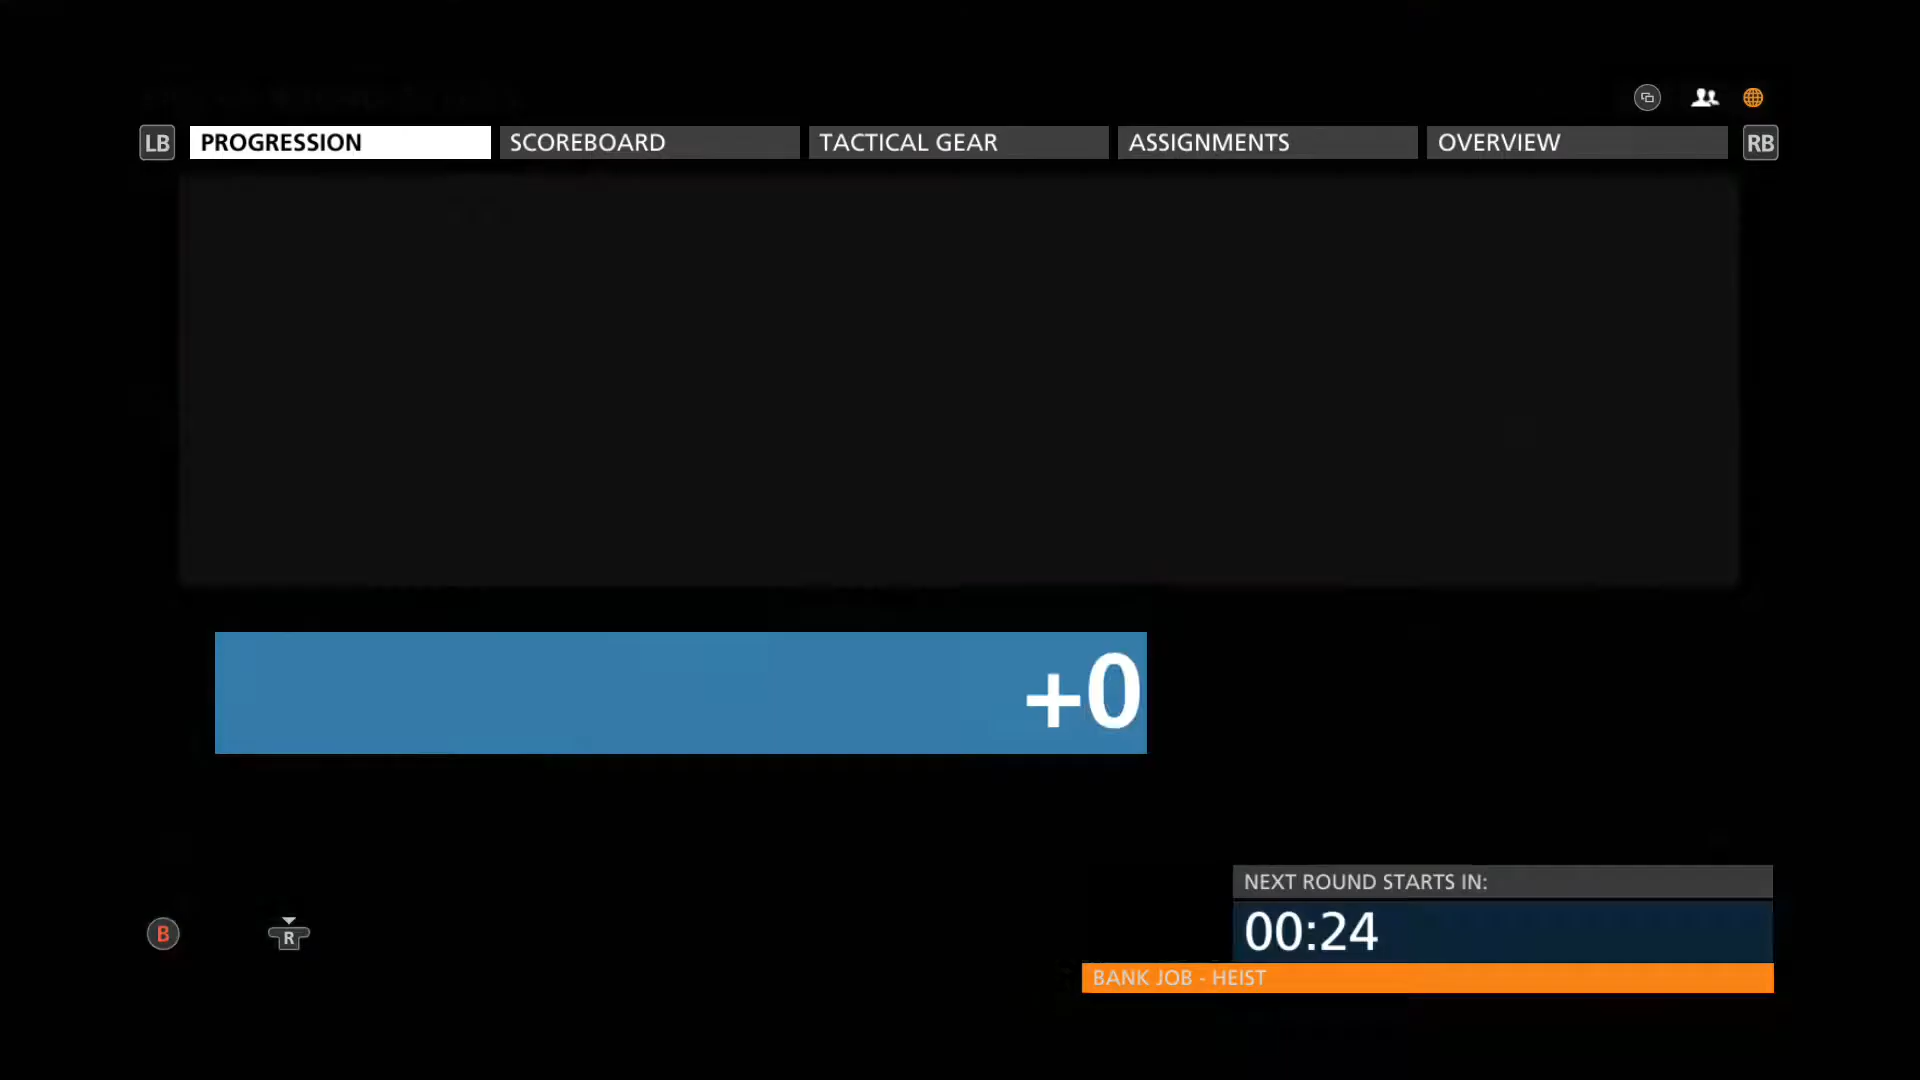 LB PROGRESSION SCOREBOARD TACTICAL GEAR ASSIGNMENTS OVERVIEW RB
+0
NEXT ROUND STARTS IN:
B R 00:24
BANK JOB - HEIST